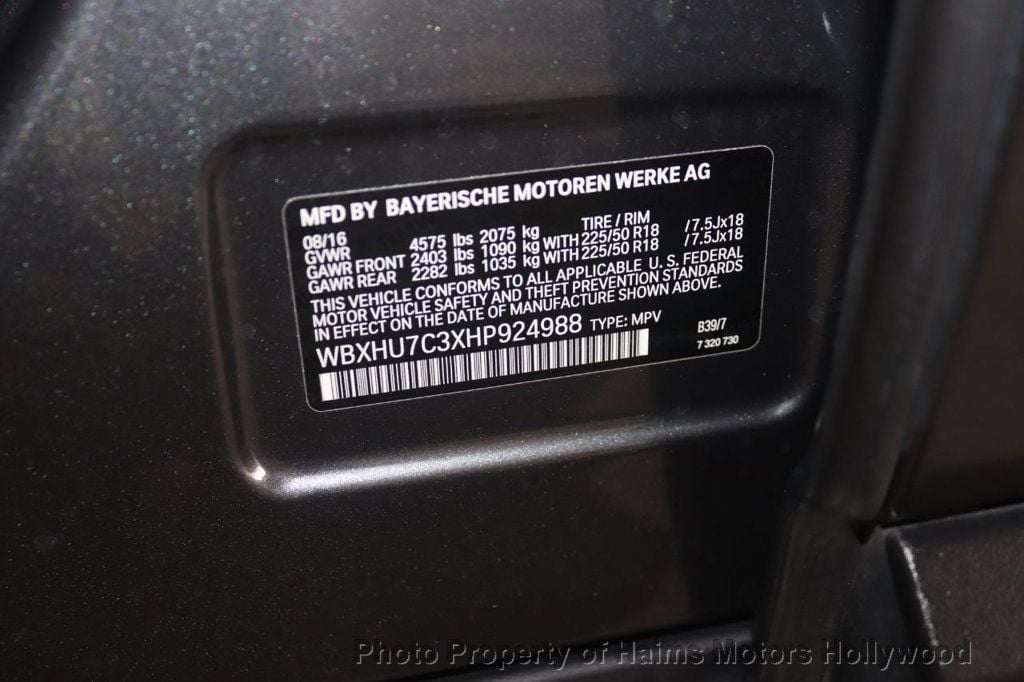 MFD BY BAYERISCHE MOTOREN WERKE AG
08/16 TIRE / RIM
GVWR 4575 lbs 2075 kg
GAWR FRONT 2403 lbs 1090 kg WITH 225/50 R18 /7.5Jx18
GAWR REAR 2282 lbs 1035 kg WITH 225/50 R18 /7.5Jx18
THIS VEHICLE CONFORMS TO ALL APPLICABLE U. S. FEDERAL
MOTOR VEHICLE SAFETY AND THEFT PREVENTION STANDARDS
IN EFFECT ON THE DATE OF MANUFACTURE SHOWN ABOVE.
WBXHU7C3XHP924988 TYPE: MPV B39/7
7 320 730
Photo Property of Haims Motors Hollywood